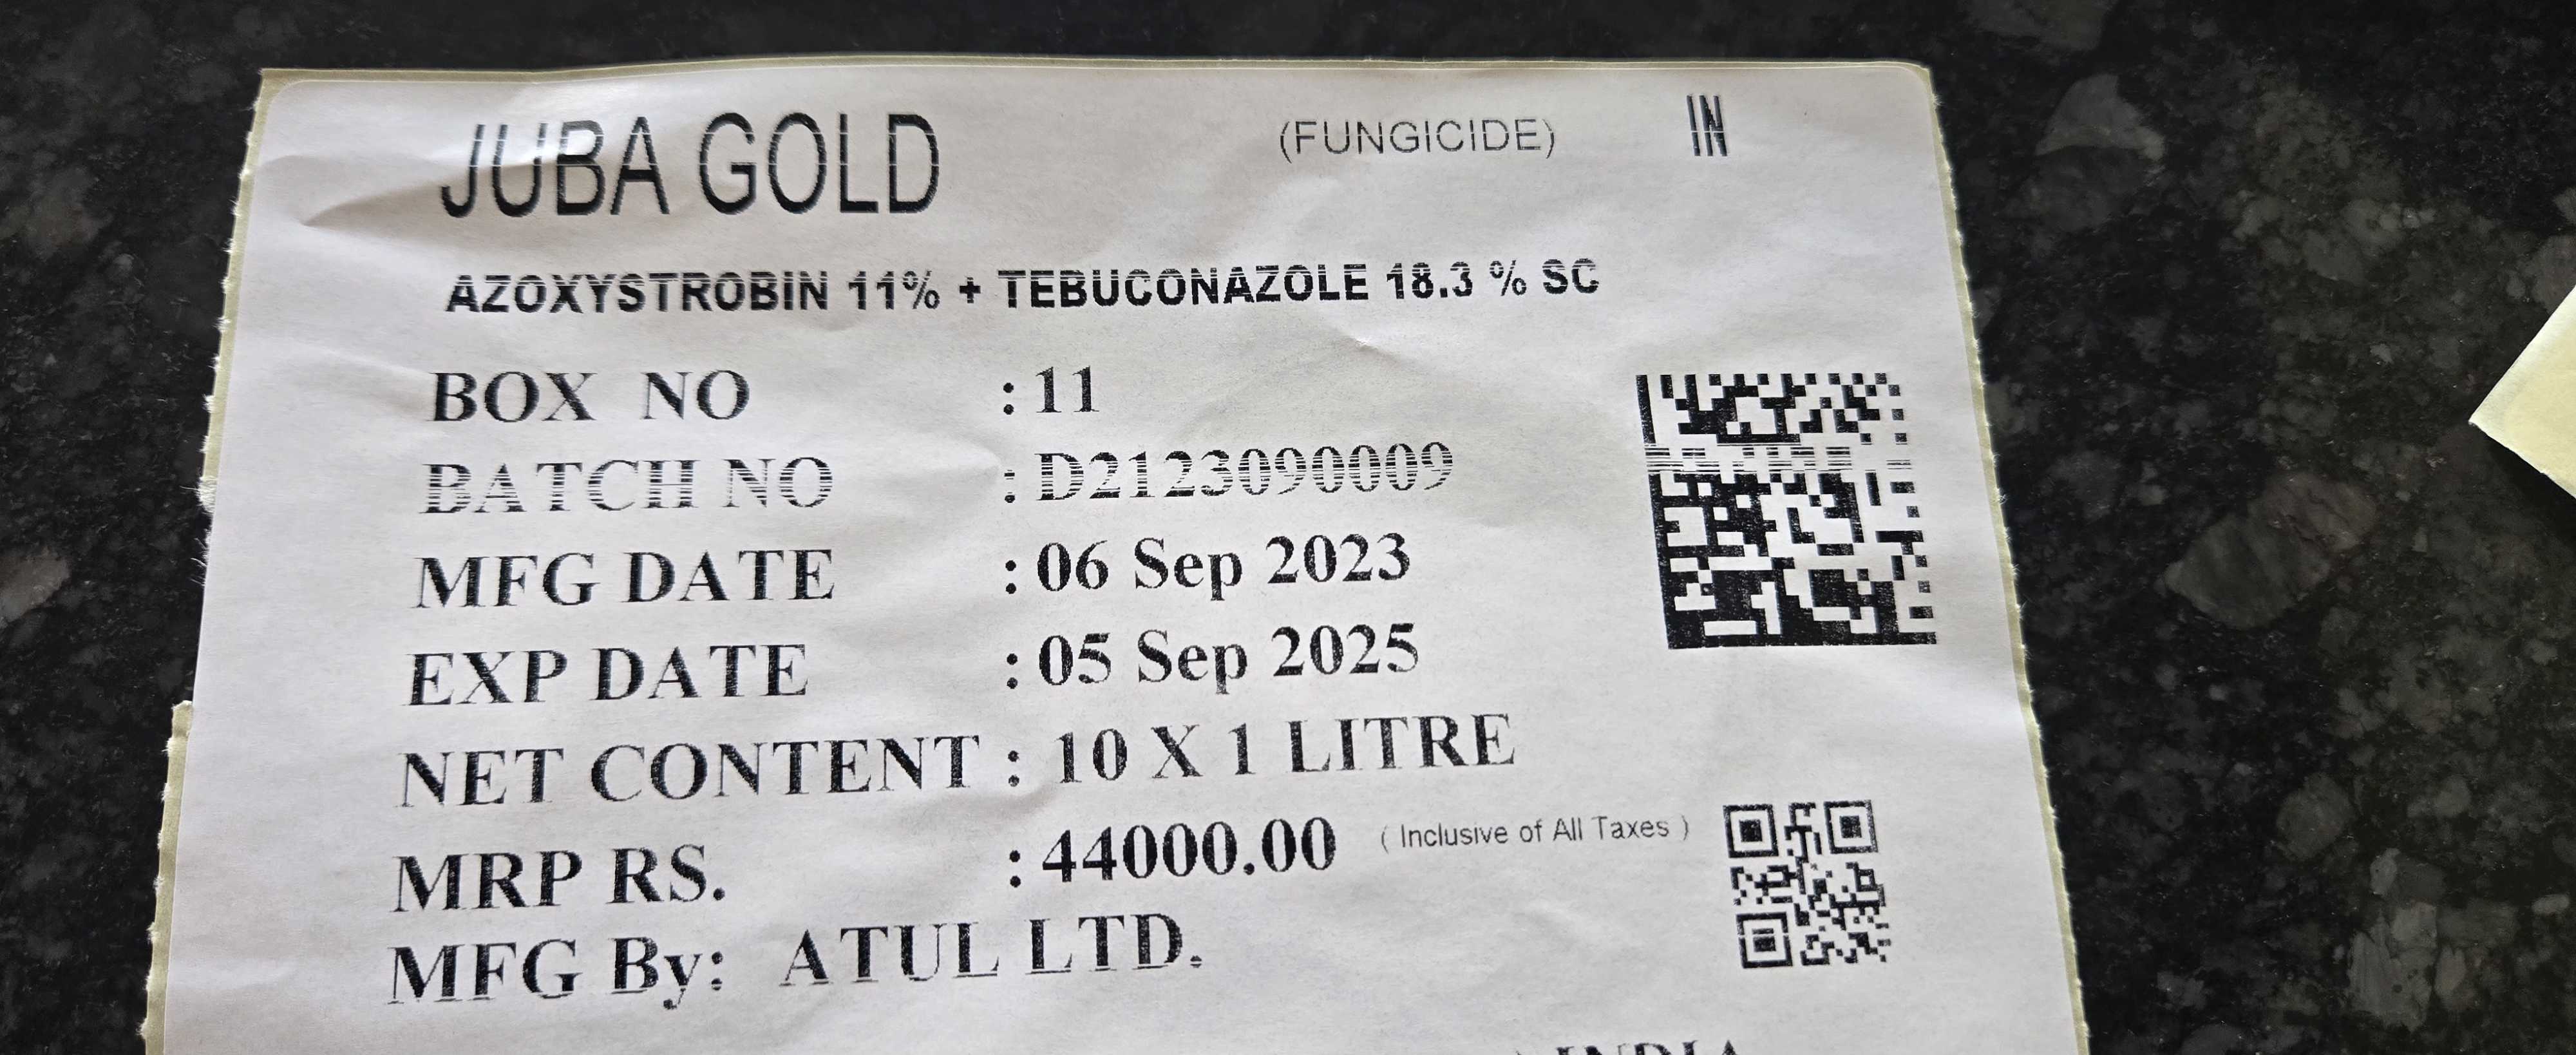 JUBA GOLD (FUNGICIDE) IN
AZOXYSTROBIN 11% + TEBUCONAZOLE 18.3 % SC
BOX NO : 11
BATCH NO : D2123090009
MFG DATE : 06 Sep 2023
EXP DATE : 05 Sep 2025
NET CONTENT : 10 X 1 LITRE
MRP RS. : 44000.00 ( Inclusive of All Taxes )
MFG By: ATUL LTD.
INDIA